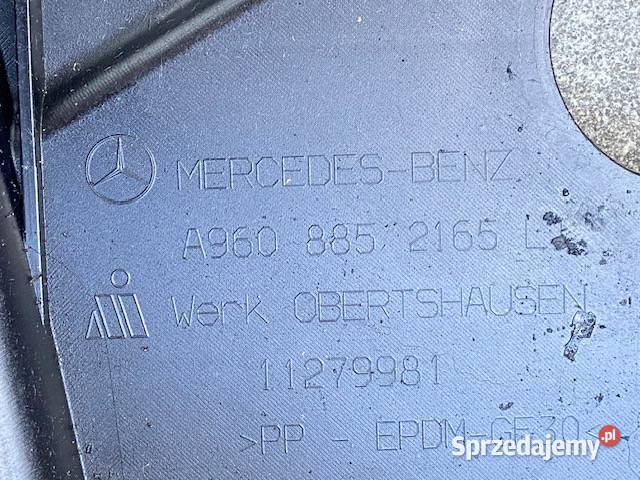 MERCEDES-BENZ
A960 885 2165 L
Werk OBERTSHAUSEN
11279981
>PP EPDM-GF30<
Sprzedajemy.pl